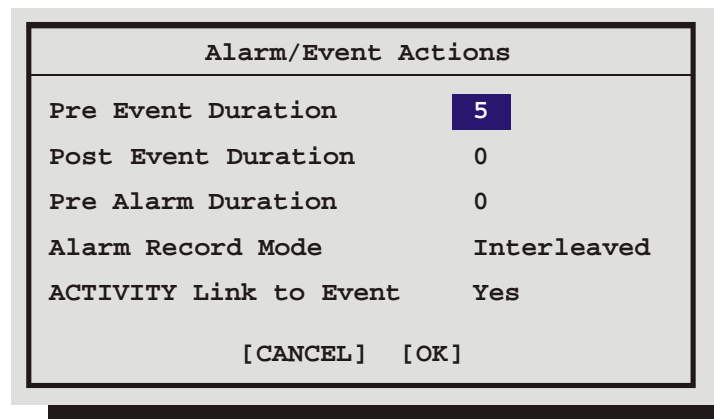 Alarm/Event Actions
Pre Event Duration 5
Post Event Duration 0
Pre Alarm Duration 0
Alarm Record Mode Interleaved
ACTIVITY Link to Event Yes
[CANCEL] [OK]